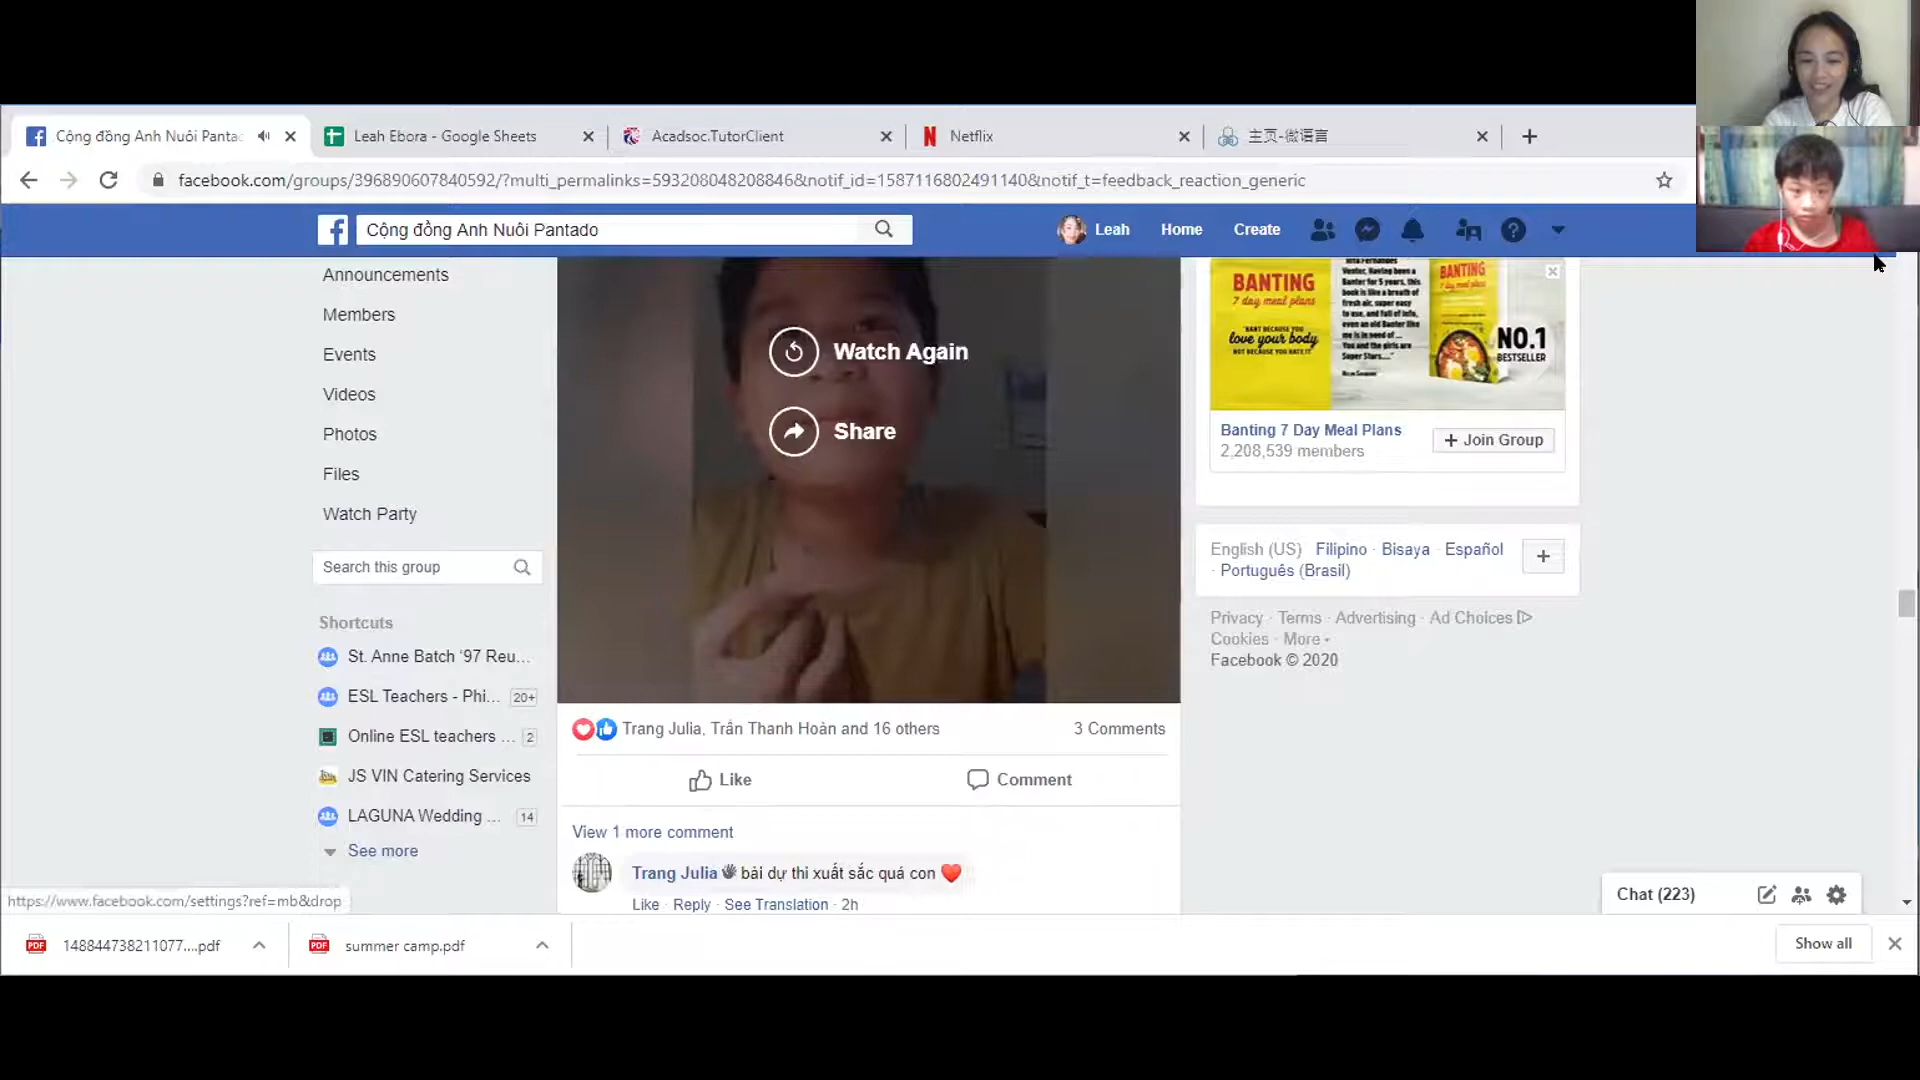 Cộng đồng Anh Nuôi Pantac
Leah Ebora - Google Sheets
Acadsoc.TutorClient
Netflix
主页-微语言
facebook.com/groups/396890607840592/?multi_permalinks=593208048208846&notif_id=1587116802491140&notif_t=feedback_reaction_generic
Cộng đồng Anh Nuôi Pantado
Leah
Home
Create
Announcements
Members
Events
Videos
Photos
Files
Watch Party
Search this group
Shortcuts
St. Anne Batch '97 Reu...
ESL Teachers - Phi... 20+
Online ESL teachers ... 2
JS VIN Catering Services
LAGUNA Wedding ... 14
See more
https://www.facebook.com/settings?ref=mb&drop
Watch Again
Share
Trang Julia, Trần Thanh Hoàn and 16 others
3 Comments
Like
Comment
View 1 more comment
Trang Julia bài dự thi xuất sắc quá con
Like · Reply · See Translation · 2h
BANTING
7 day meal plans
love your body
BANTING
NO.1
BESTSELLER
Banting 7 Day Meal Plans
2,208,539 members
+ Join Group
English (US) · Filipino · Bisaya · Español
· Português (Brasil)
Privacy · Terms · Advertising · Ad Choices
Cookies · More
Facebook © 2020
Chat (223)
148844738211077....pdf
summer camp.pdf
Show all